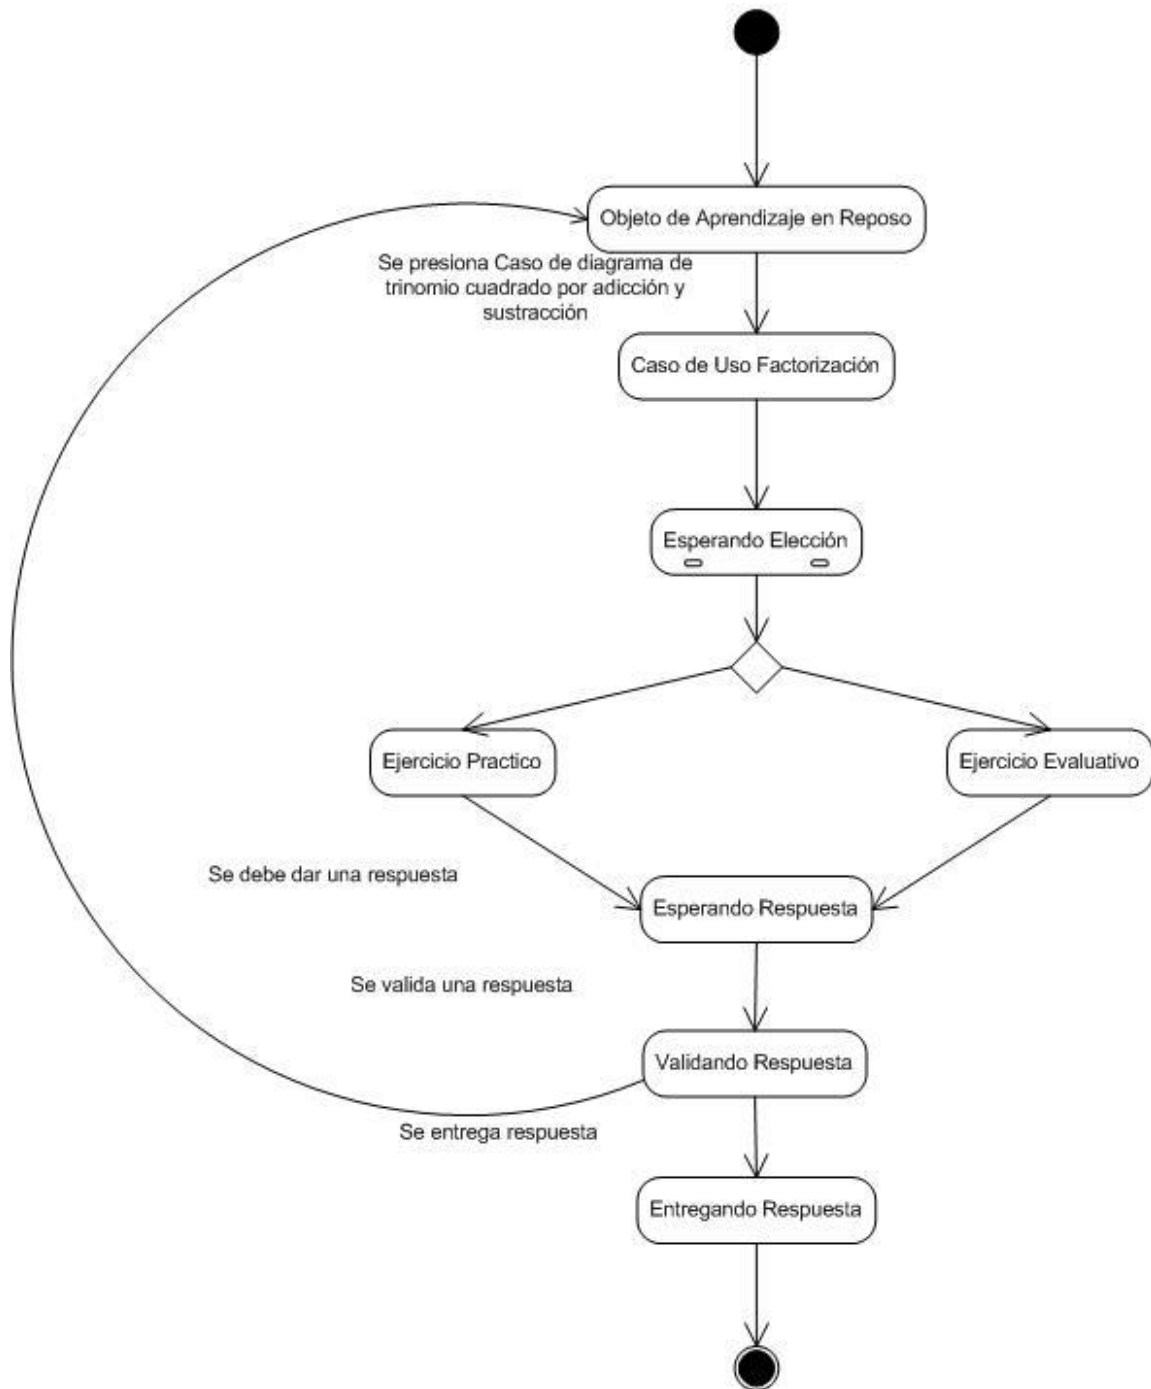 Objeto de Aprendizaje en Reposo
Se presiona Caso de diagrama de
trinomio cuadrado por adicción y
sustracción
Caso de Uso Factorización
Esperando Elección
Ejercicio Practico
Ejercicio Evaluativo
Se debe dar una respuesta
Esperando Respuesta
Se valida una respuesta
Validando Respuesta
Se entrega respuesta
Entregando Respuesta